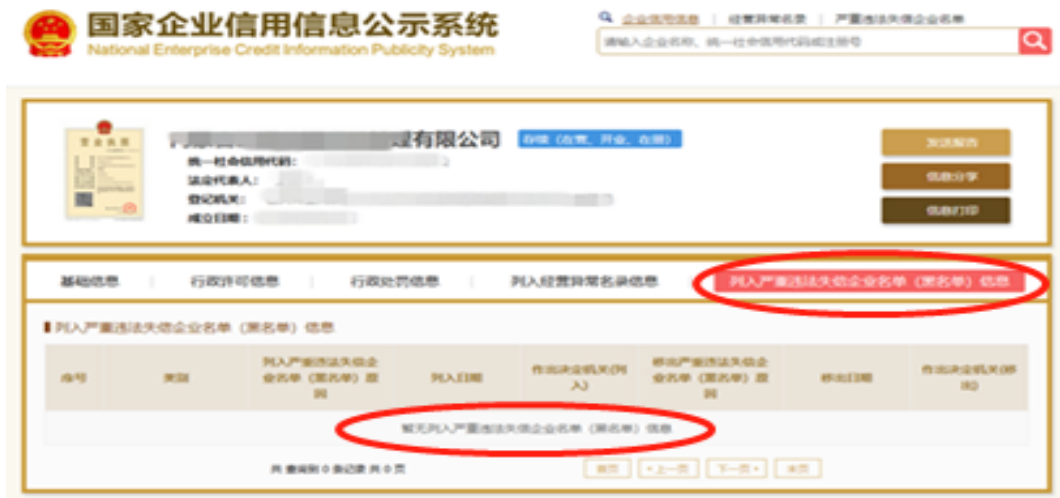 国家企业信用信息公示系统
National Enterprise Credit Information Publicity System
企业信用信息 | 经营异常名录 | 严重违法失信企业名单
请输入企业名称、统一社会信用代码或注册号
营业执照
理有限公司
存续（在营、开业、在册）
统一社会信用代码：
法定代表人：
登记机关：
成立日期：
发送报告
信息分享
信息打印
基础信息 | 行政许可信息 | 行政处罚信息 | 列入经营异常名录信息 | 列入严重违法失信企业名单（黑名单）信息
列入严重违法失信企业名单（黑名单）信息
序号 类别 列入严重违法失信企业名单（黑名单）原因 列入日期 作出决定机关(列入) 移出严重违法失信企业名单（黑名单）原因 移出日期 作出决定机关(移出)
暂无列入严重违法失信企业名单（黑名单）信息
共 查询到 0 条记录 共 0 页
首页 上一页 下一页 末页